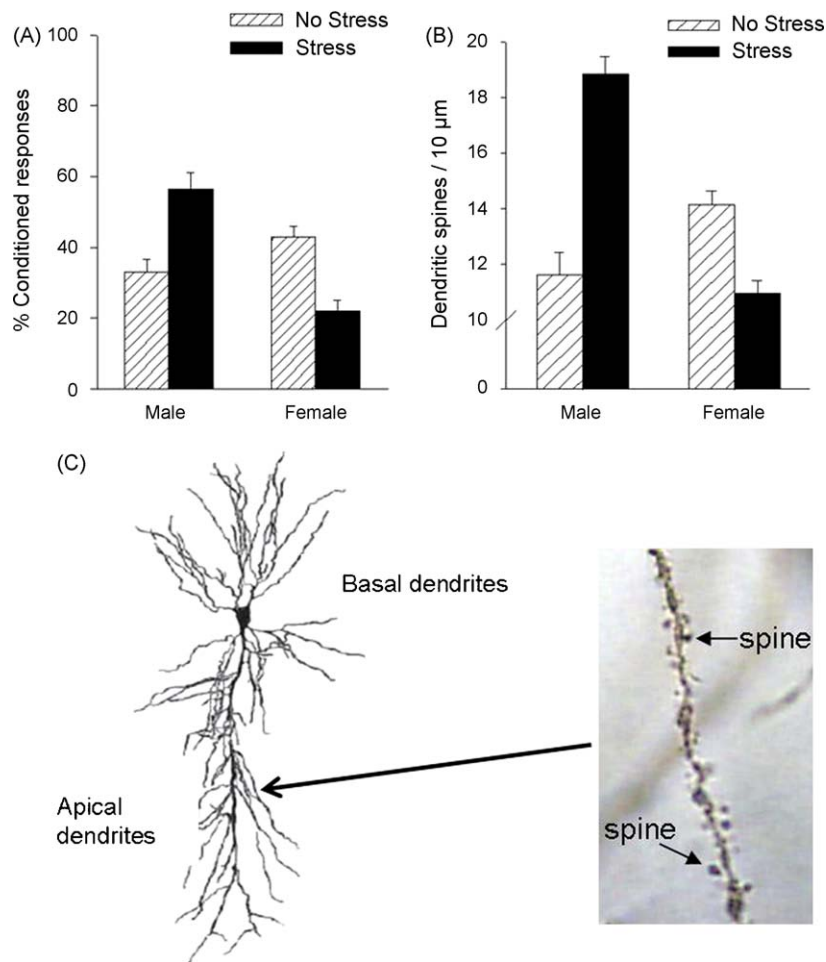 (A)
No Stress
Stress
% Conditioned responses
100
80
60
40
20
0
Male
Female
(B)
No Stress
Stress
Dendritic spines / 10 µm
20
18
16
14
12
10
0
Male
Female
(C)
Basal dendrites
Apical
dendrites
spine
spine